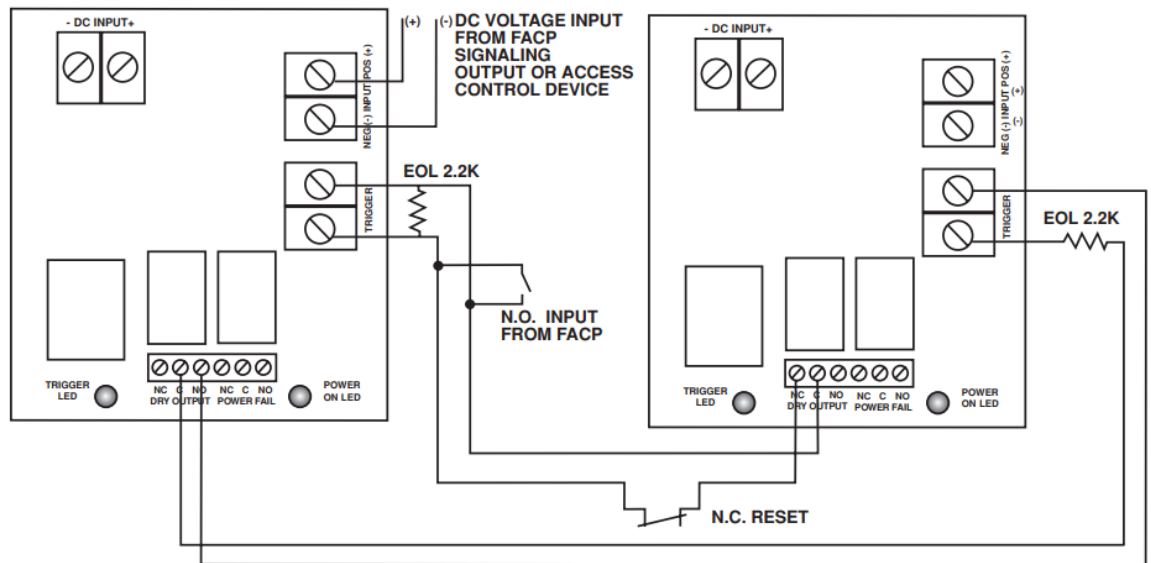 - DC INPUT+
(+)
(-) DC VOLTAGE INPUT
FROM FACP
SIGNALING
OUTPUT OR ACCESS
CONTROL DEVICE
NEG (-) INPUT POS (+)
EOL 2.2K
TRIGGER
N.O. INPUT
FROM FACP
TRIGGER
LED
NC C NO NC C NO
DRY OUTPUT POWER FAIL
POWER
ON LED
- DC INPUT+
NEG (-) INPUT POS (+)
(-) (+)
TRIGGER
EOL 2.2K
TRIGGER
LED
NC C NO NC C NO
DRY OUTPUT POWER FAIL
POWER
ON LED
N.C. RESET